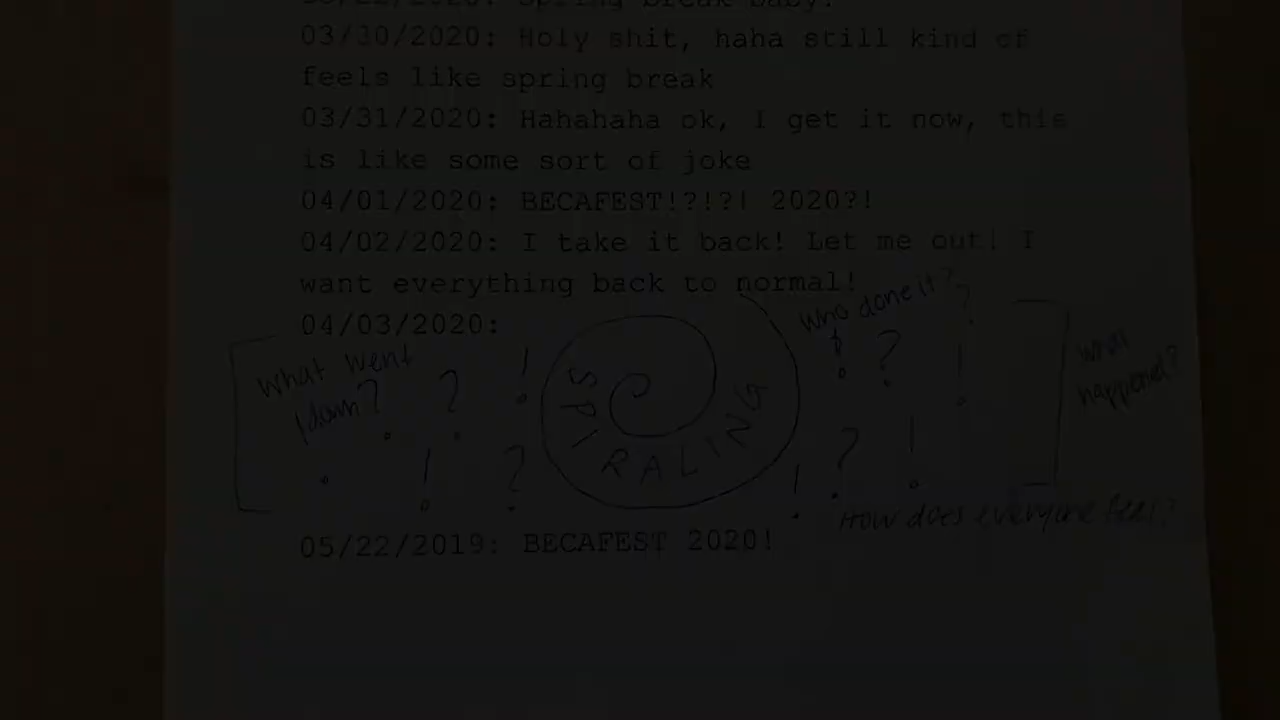 03/30/2020: Holy shit, haha still kind of
feels like spring break
03/31/2020: Hahahaha ok, I get it now, this
is like some sort of joke
04/01/2020: BECAFEST!?!?! 2020?!
04/02/2020: I take it back! Let me out! I
want everything back to normal!
04/03/2020:
who done it?
?
what went
down?
? !
! ? !
what
happened?
SPIRALING
. ! ?
! ? !
How does everyone feel?
05/22/2019: BECAFEST 2020!